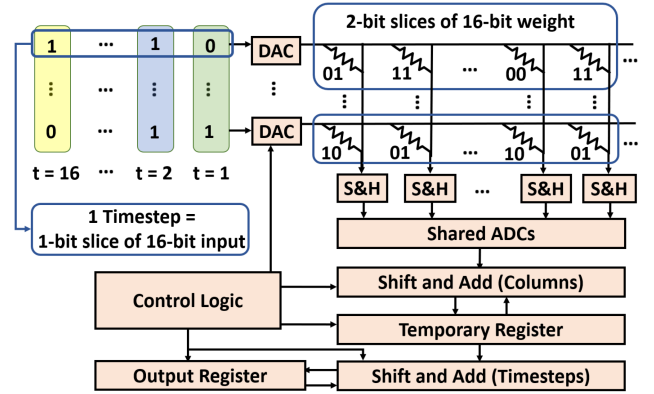 2-bit slices of 16-bit weight
1 ... 1 0
DAC
01 11 ... 00 11 ...
... ...
0 ... 1 1
DAC
10 01 ... 10 01 ...
t = 16 ... t = 2 t = 1
S&H S&H ... S&H S&H
1 Timestep =
1-bit slice of 16-bit input
Shared ADCs
Shift and Add (Columns)
Control Logic
Temporary Register
Output Register
Shift and Add (Timesteps)